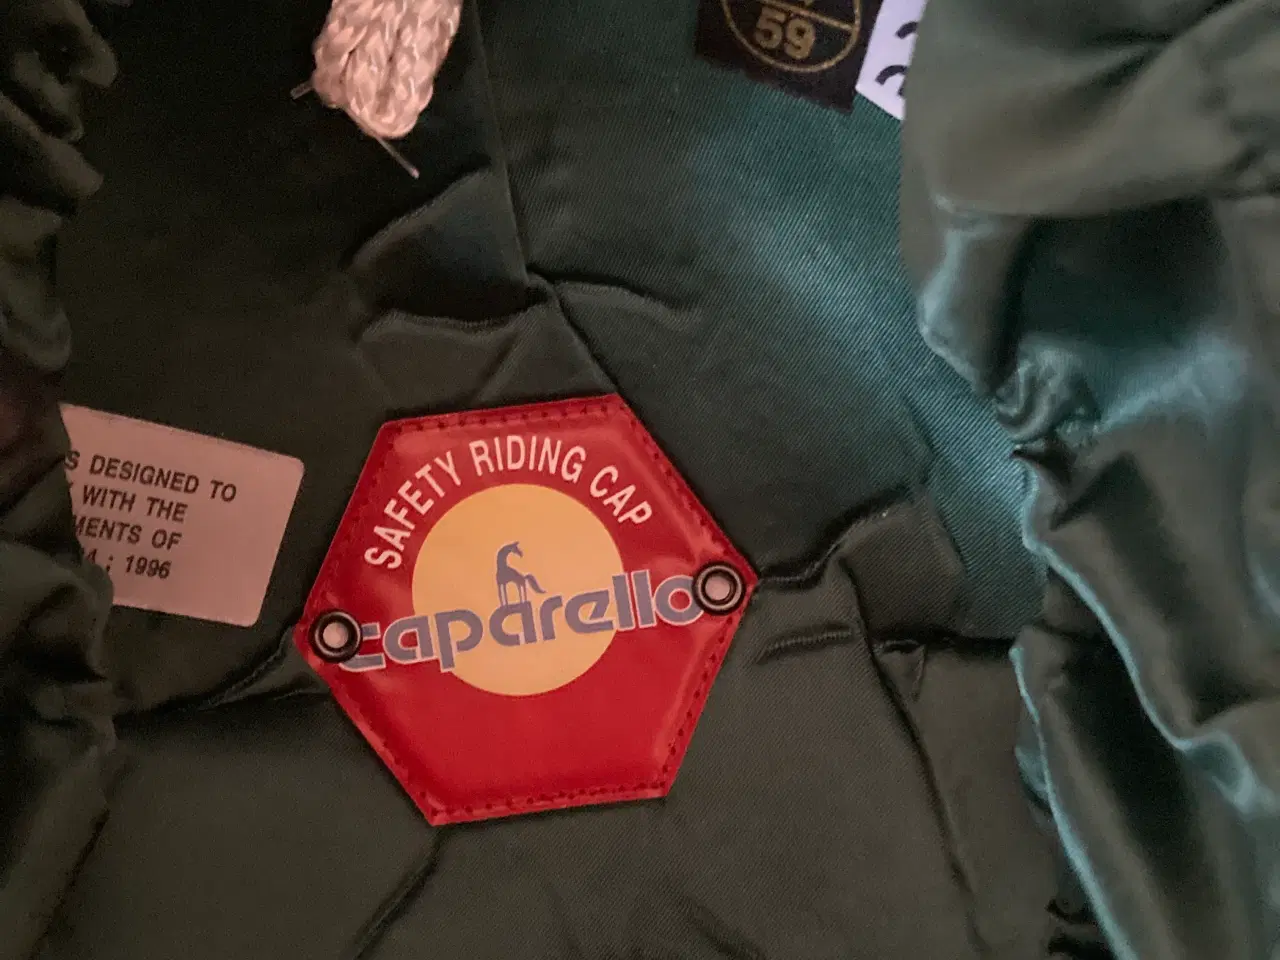 59
SAFETY RIDING CAP
caparello
S DESIGNED TO
WITH THE
MENTS OF
4 : 1996